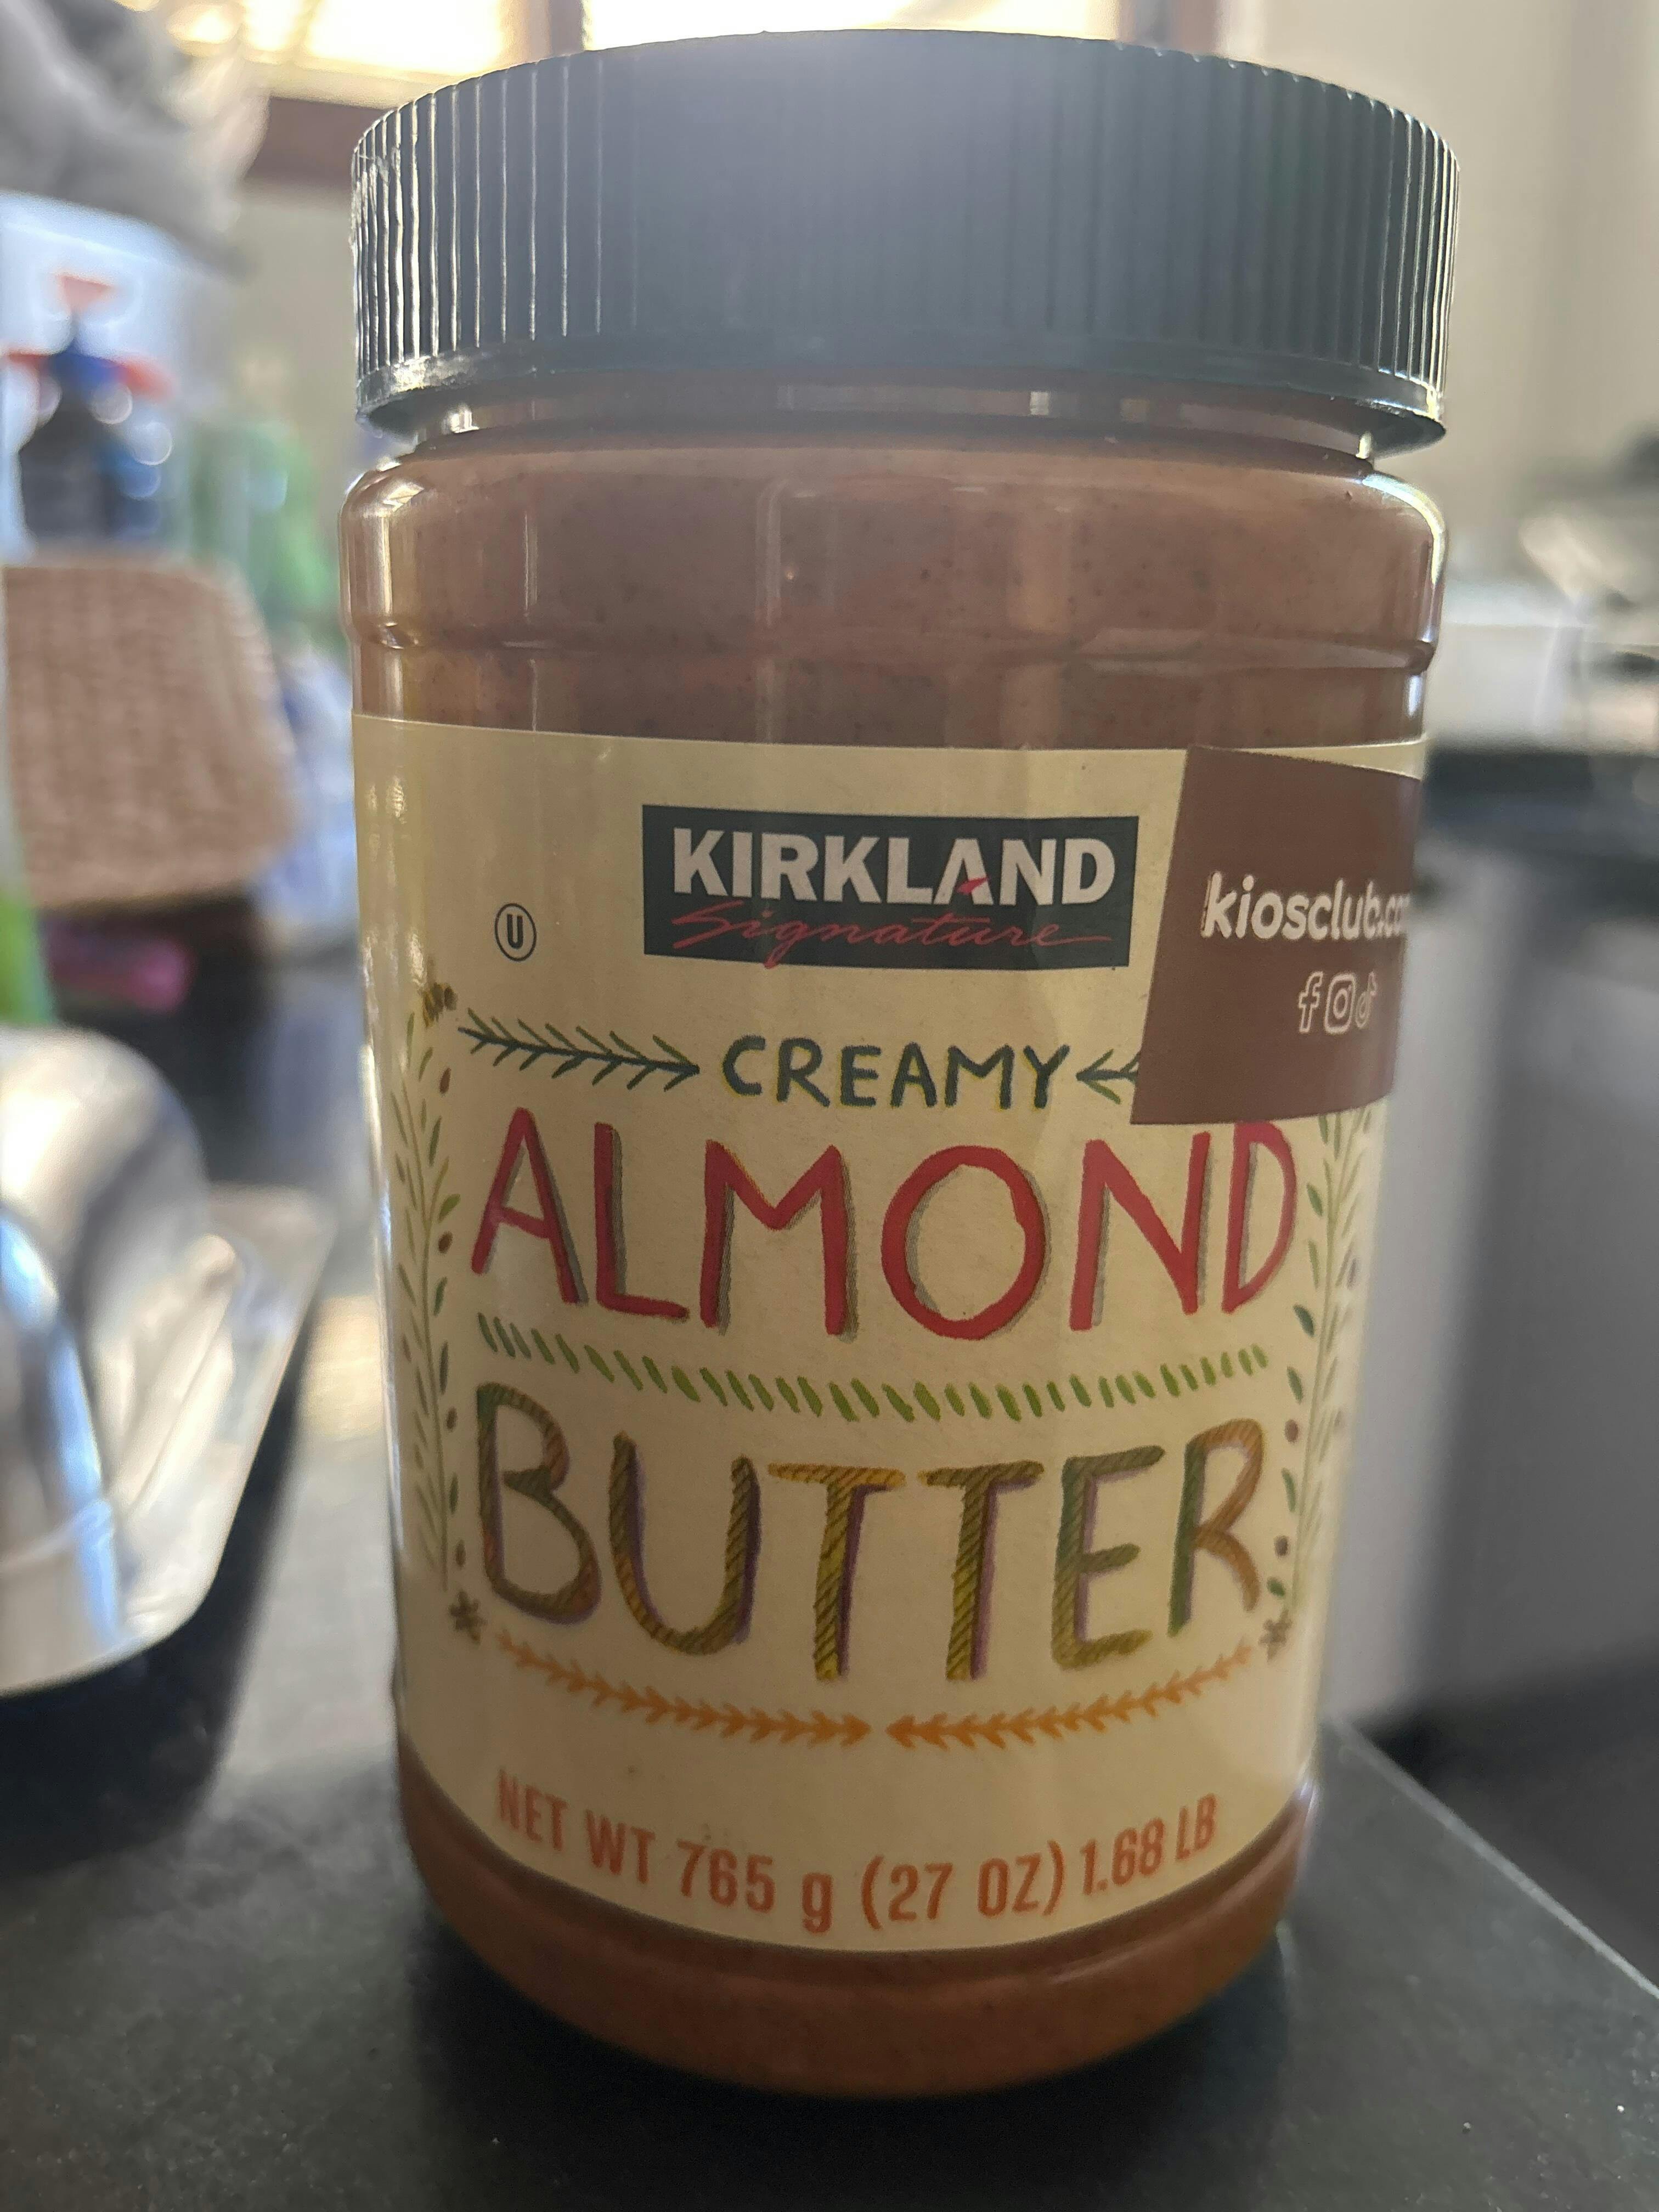 KIRKLAND
Signature
U
kiosclub.co
CREAMY
ALMOND
BUTTER
NET WT 765 g (27 OZ) 1.68 LB